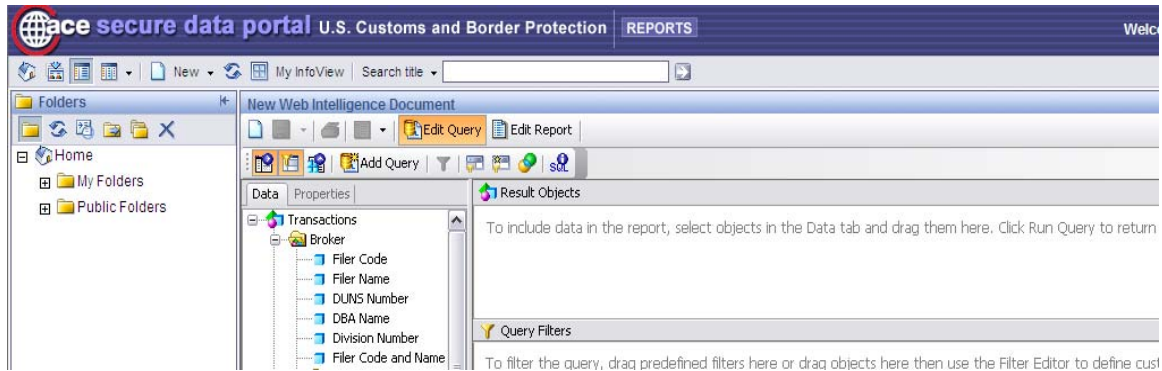 ace secure data portal U.S. Customs and Border Protection REPORTS
New My InfoView Search title
Folders
Home
My Folders
Public Folders
New Web Intelligence Document
Edit Query Edit Report
Add Query
Data Properties
Transactions
Broker
Filer Code
Filer Name
DUNS Number
DBA Name
Division Number
Filer Code and Name
Result Objects
To include data in the report, select objects in the Data tab and drag them here. Click Run Query to return
Query Filters
To filter the query, drag predefined filters here or drag objects here then use the Filter Editor to define